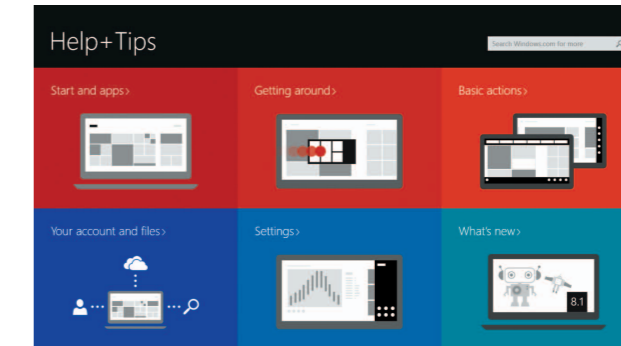 Help+Tips
Search Windows.com for more
Start and apps>
Getting around>
Basic actions>
Your account and files>
Settings>
What's new>
8.1